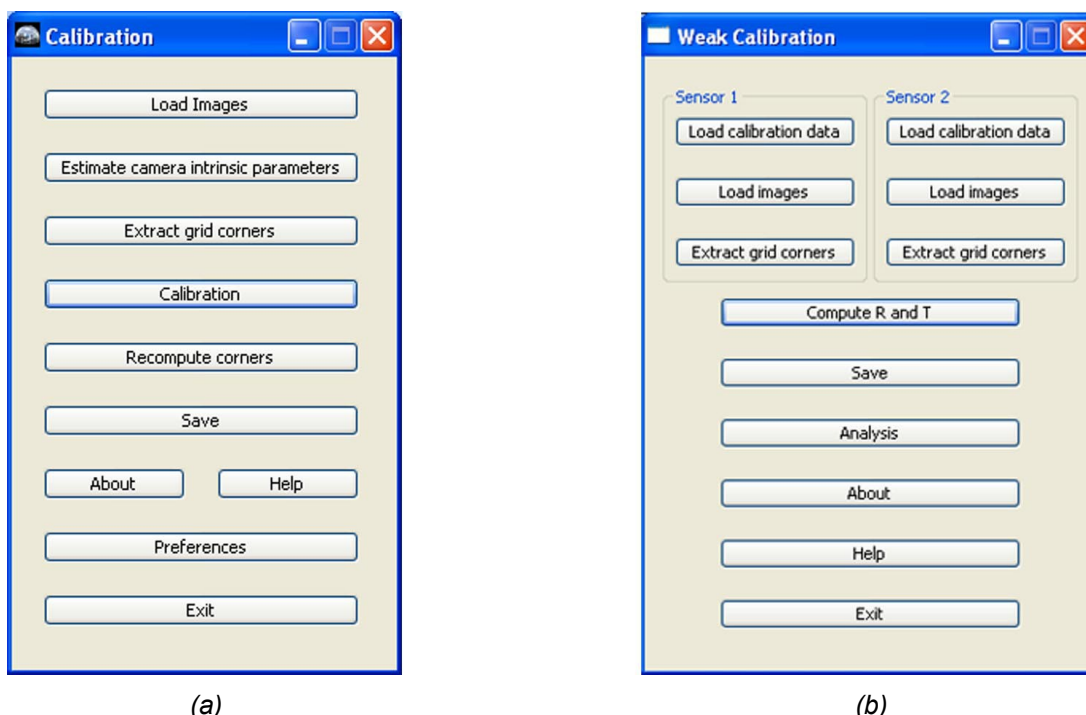 Calibration
Load Images
Estimate camera intrinsic parameters
Extract grid corners
Calibration
Recompute corners
Save
About Help
Preferences
Exit
(a)
Weak Calibration
Sensor 1 Sensor 2
Load calibration data Load calibration data
Load images Load images
Extract grid corners Extract grid corners
Compute R and T
Save
Analysis
About
Help
Exit
(b)